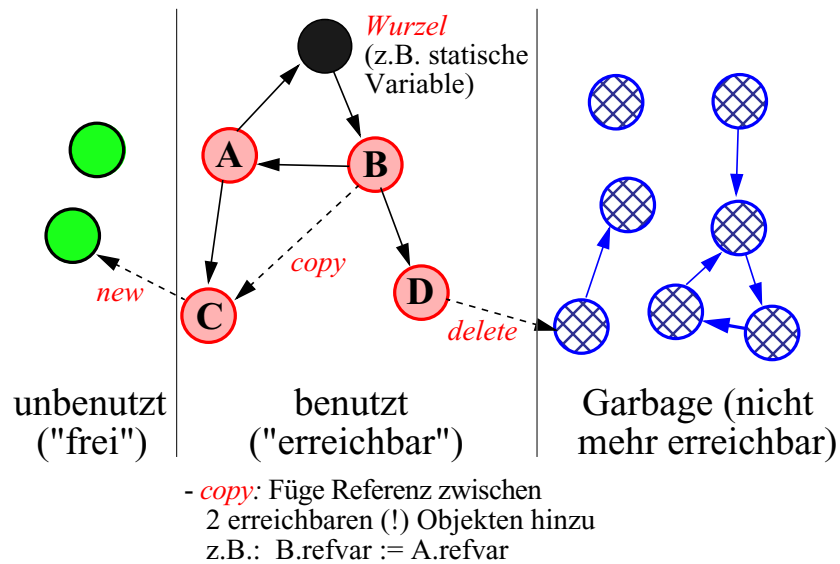 Wurzel
(z.B. statische
Variable)
A
B
copy
new
C
D
delete
unbenutzt
("frei")
benutzt
("erreichbar")
Garbage (nicht
mehr erreichbar)
- copy: Füge Referenz zwischen
2 erreichbaren (!) Objekten hinzu
z.B.: B.refvar := A.refvar